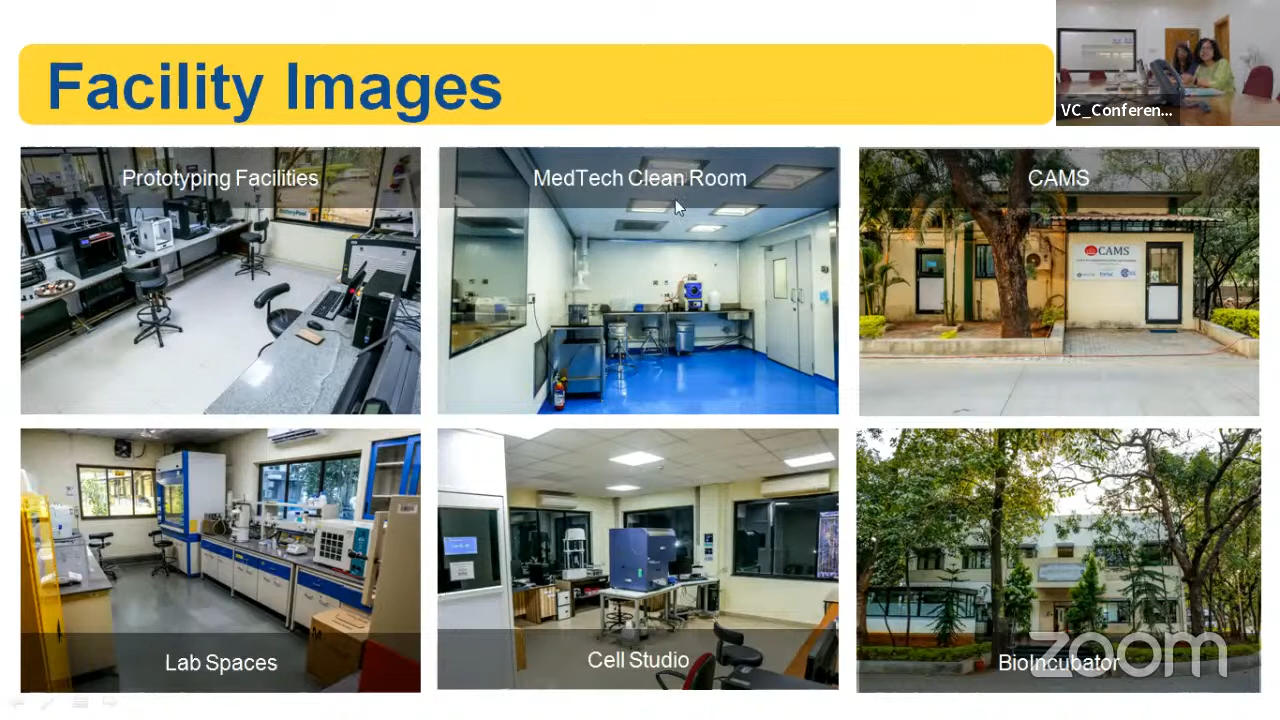 Facility Images
VC_Conferen...
Prototyping Facilities
MedTech Clean Room
CAMS
CAMS
Lab Spaces
Cell Studio
BioIncubator
zoom